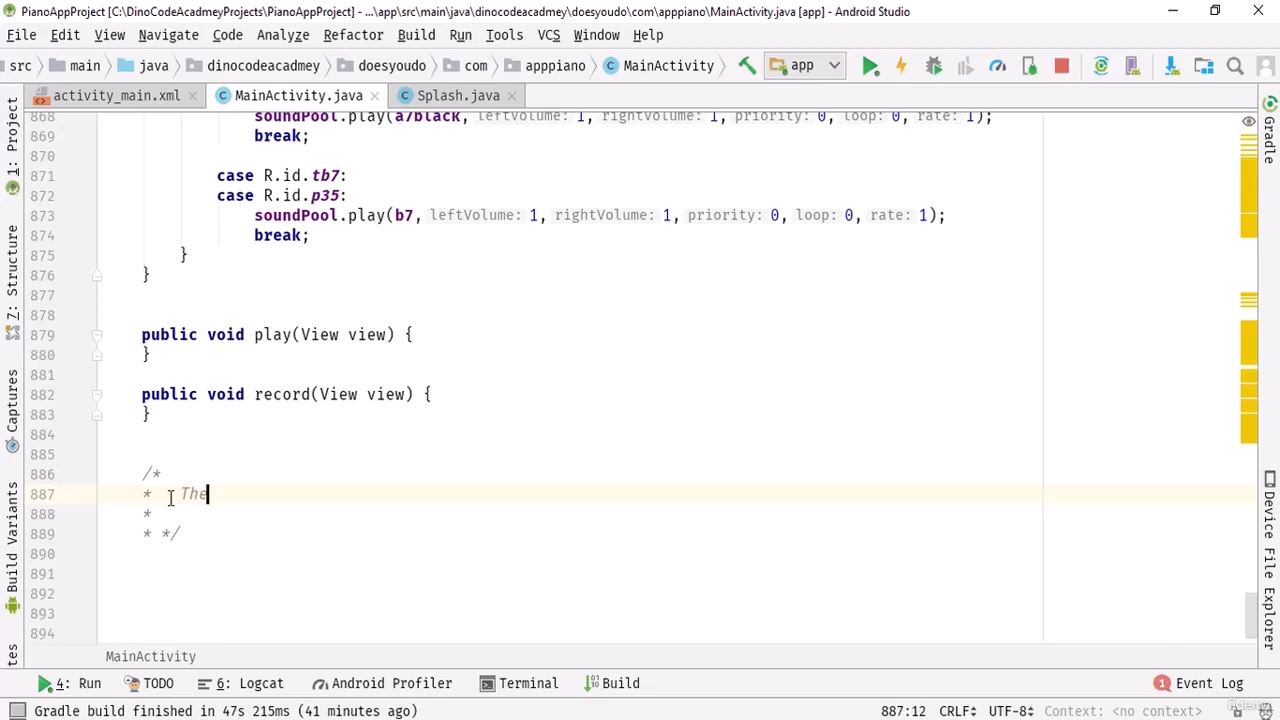 PianoAppProject [C:\DinoCodeAcadmeyProjects\PianoAppProject] - ...\app\src\main\java\dinocodeacadmey\doesyoudo\com\apppiano\MainActivity.java [app] - Android Studio
File Edit View Navigate Code Analyze Refactor Build Run Tools VCS Window Help
src main java dinocodeacadmey doesyoudo com apppiano MainActivity app
activity_main.xml MainActivity.java Splash.java
1: Project
7: Structure
Captures
Build Variants
Gradle
Device File Explorer
868 soundPool.play(a7black, leftVolume: 1, rightVolume: 1, priority: 0, loop: 0, rate: 1);
869 break;
870
871 case R.id.tb7:
872 case R.id.p35:
873 soundPool.play(b7, leftVolume: 1, rightVolume: 1, priority: 0, loop: 0, rate: 1);
874 break;
875 }
876 }
877
878
879 public void play(View view) {
880 }
881
882 public void record(View view) {
883 }
884
885
886 /*
887 * The
888 *
889 * */
890
891
892
893
894
MainActivity
4: Run TODO 6: Logcat Android Profiler Terminal Build 1 Event Log
Gradle build finished in 47s 215ms (41 minutes ago) 887:12 CRLF UTF-8 Context: <no context>